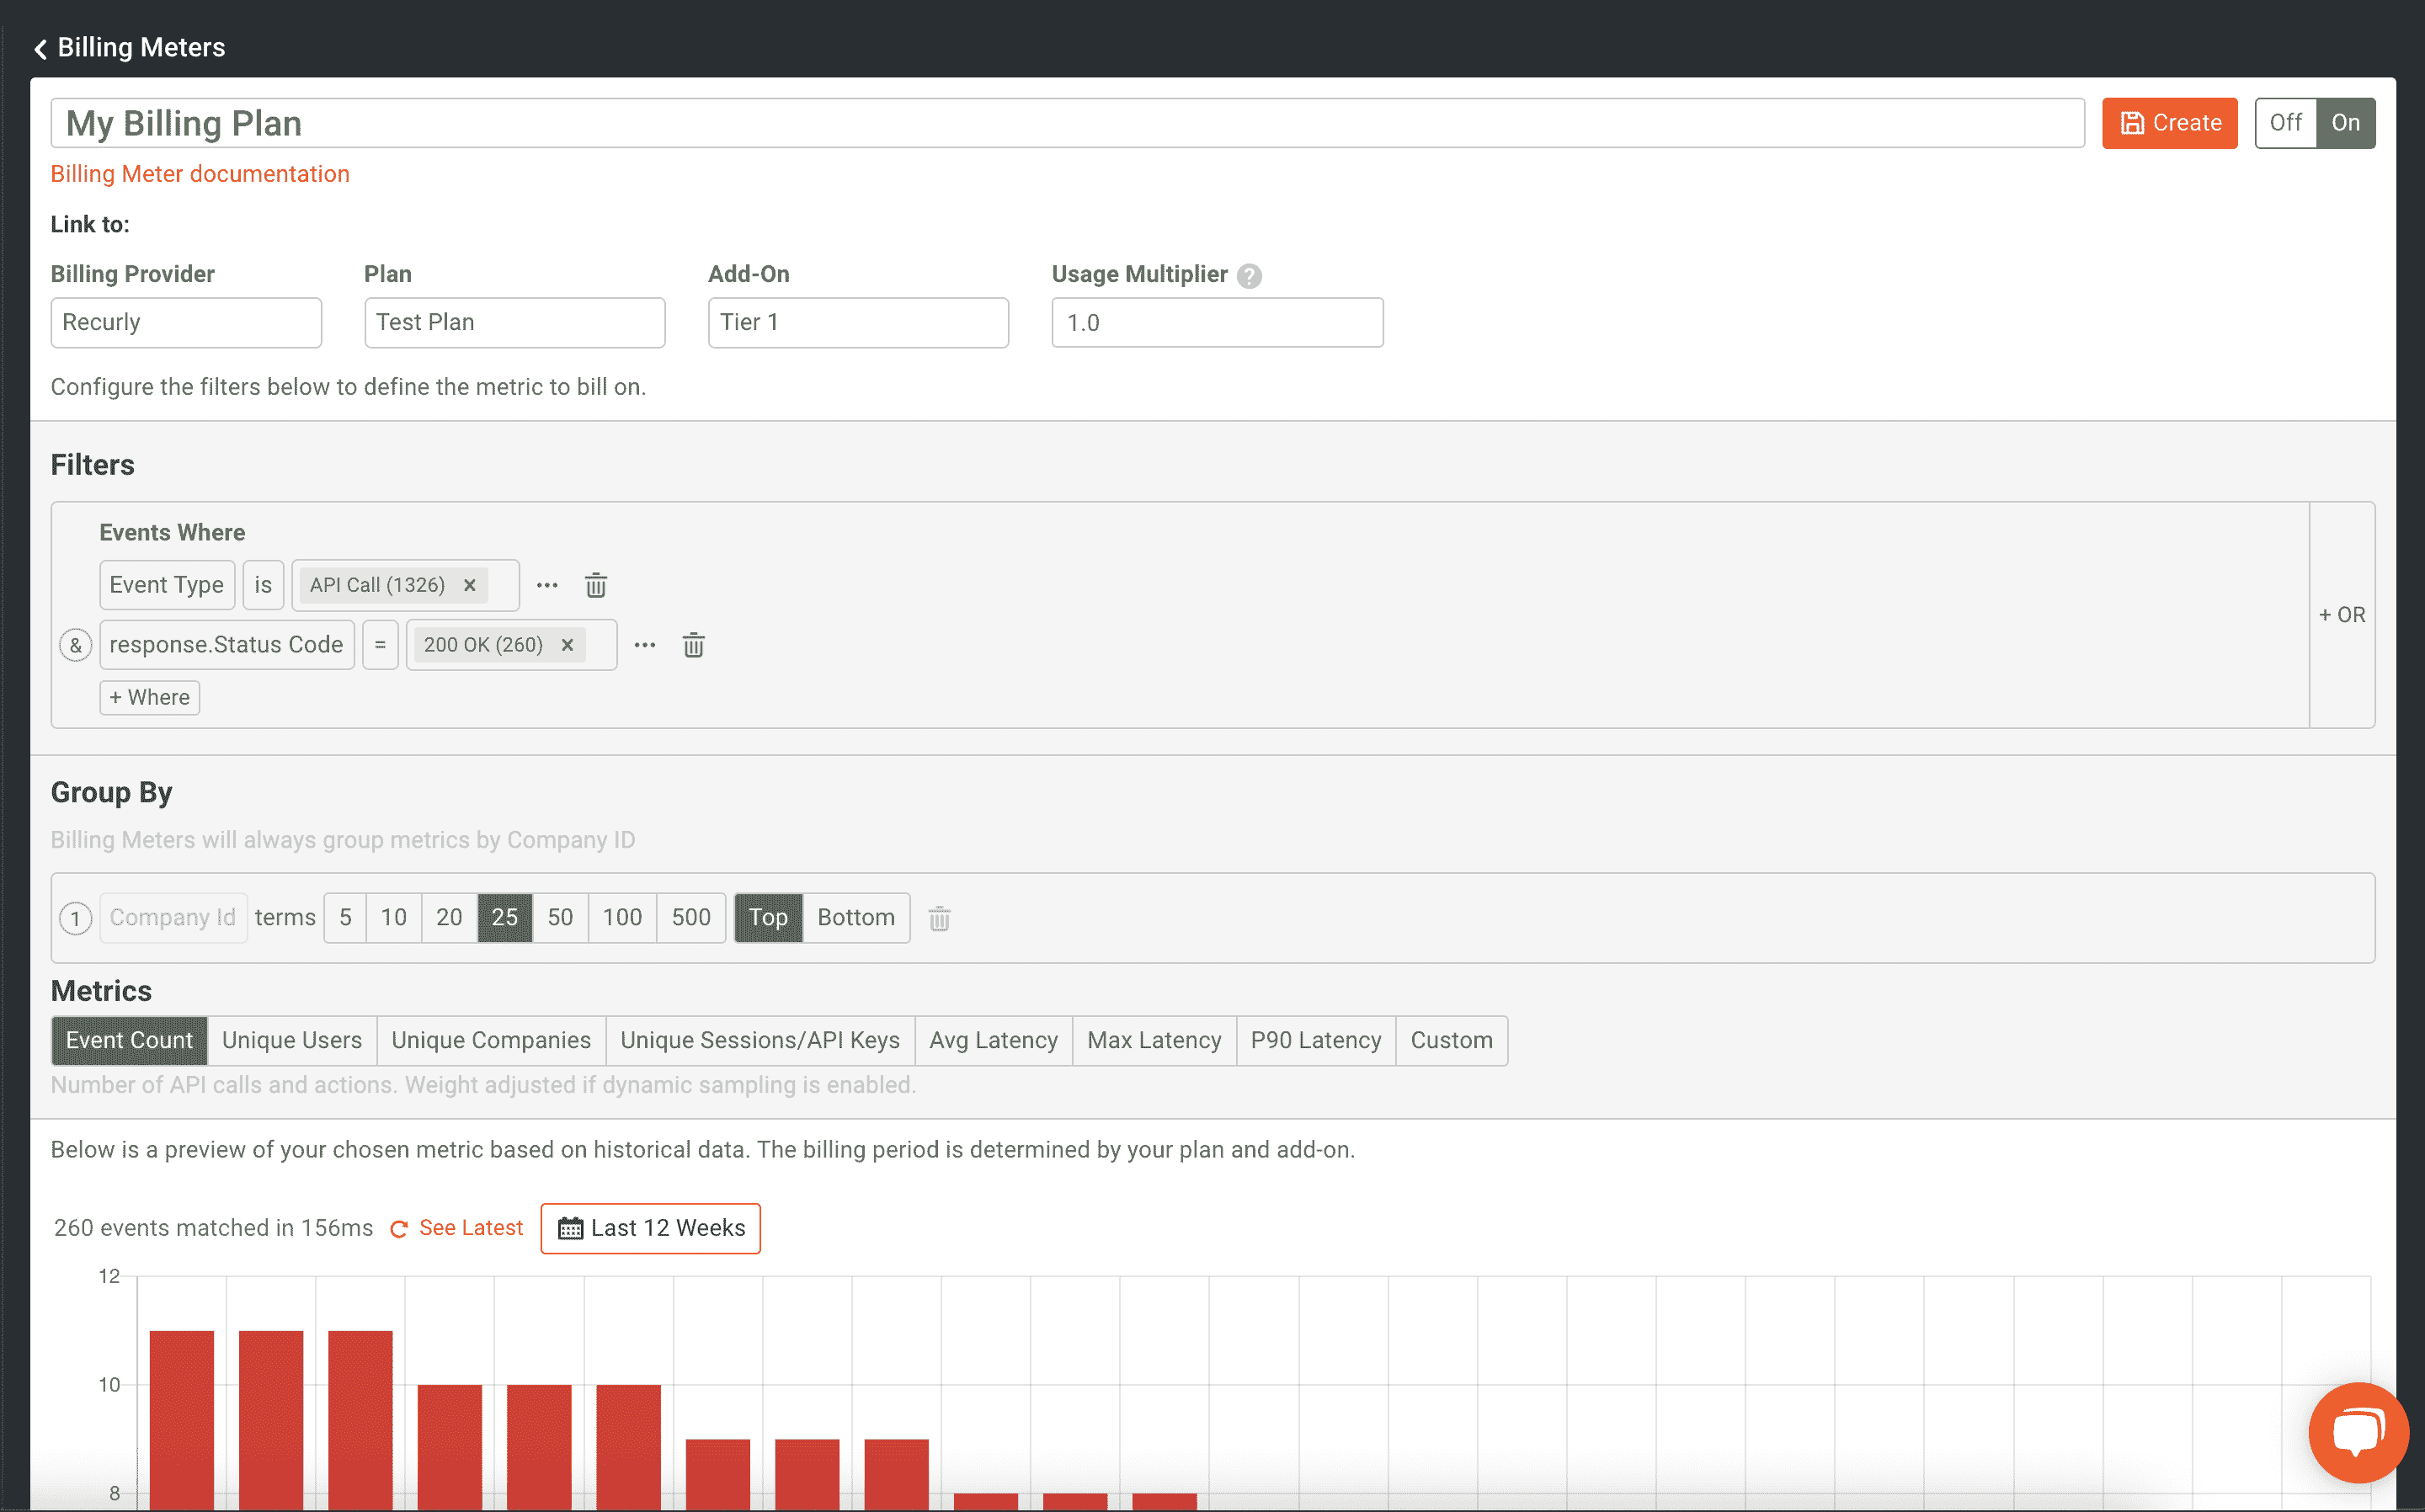 Billing Meters
My Billing Plan
Create
Off On
Billing Meter documentation
Link to:
Billing Provider Plan Add-On Usage Multiplier ?
Recurly Test Plan Tier 1 1.0
Configure the filters below to define the metric to bill on.
Filters
Events Where
Event Type is API Call (1326) ×
& response.Status Code = 200 OK (260) ×
+ Where
+ OR
Group By
Billing Meters will always group metrics by Company ID
1 Company Id terms 5 10 20 25 50 100 500 Top Bottom
Metrics
Event Count Unique Users Unique Companies Unique Sessions/API Keys Avg Latency Max Latency P90 Latency Custom
Number of API calls and actions. Weight adjusted if dynamic sampling is enabled.
Below is a preview of your chosen metric based on historical data. The billing period is determined by your plan and add-on.
260 events matched in 156ms See Latest Last 12 Weeks
12
10
8